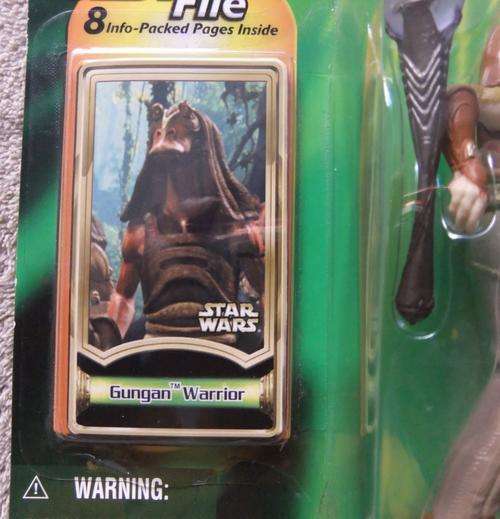 File
8 Info-Packed Pages Inside
STAR
WARS
Gungan™ Warrior
WARNING: